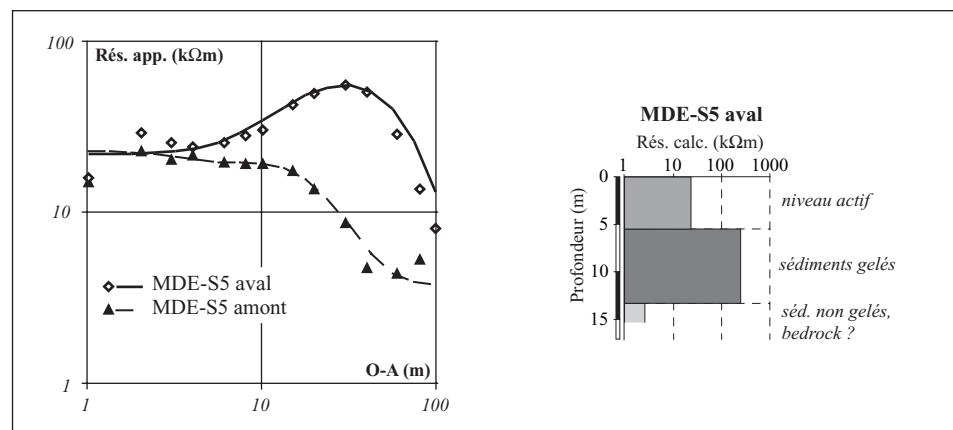 100
Rés. app. (kΩm)
10
MDE-S5 aval
MDE-S5 amont
O-A (m)
1
1
10
100
MDE-S5 aval
Rés. calc. (kΩm)
1
10
100
1000
Profondeur (m)
0
5
10
15
niveau actif
sédiments gelés
séd. non gelés,
bedrock ?